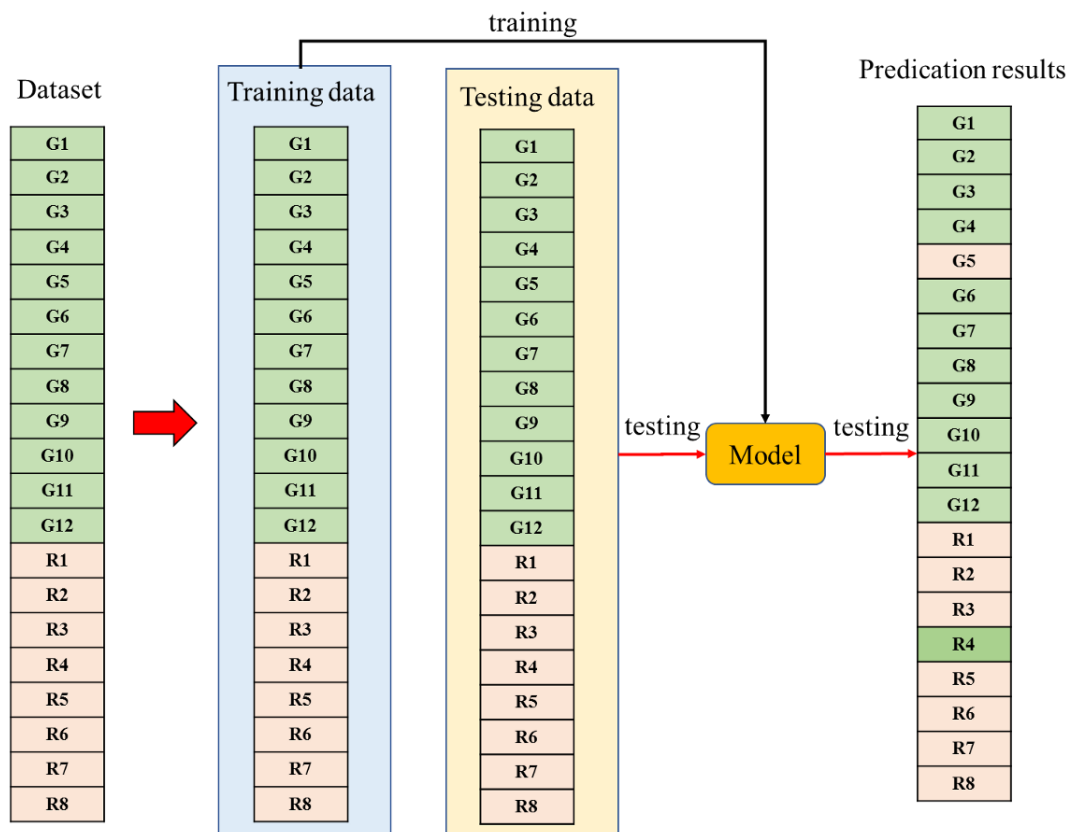 training
Dataset
G1
G2
G3
G4
G5
G6
G7
G8
G9
G10
G11
G12
R1
R2
R3
R4
R5
R6
R7
R8
Training data
G1
G2
G3
G4
G5
G6
G7
G8
G9
G10
G11
G12
R1
R2
R3
R4
R5
R6
R7
R8
Testing data
G1
G2
G3
G4
G5
G6
G7
G8
G9
G10
G11
G12
R1
R2
R3
R4
R5
R6
R7
R8
testing
Model
testing
Predication results
G1
G2
G3
G4
G5
G6
G7
G8
G9
G10
G11
G12
R1
R2
R3
R4
R5
R6
R7
R8